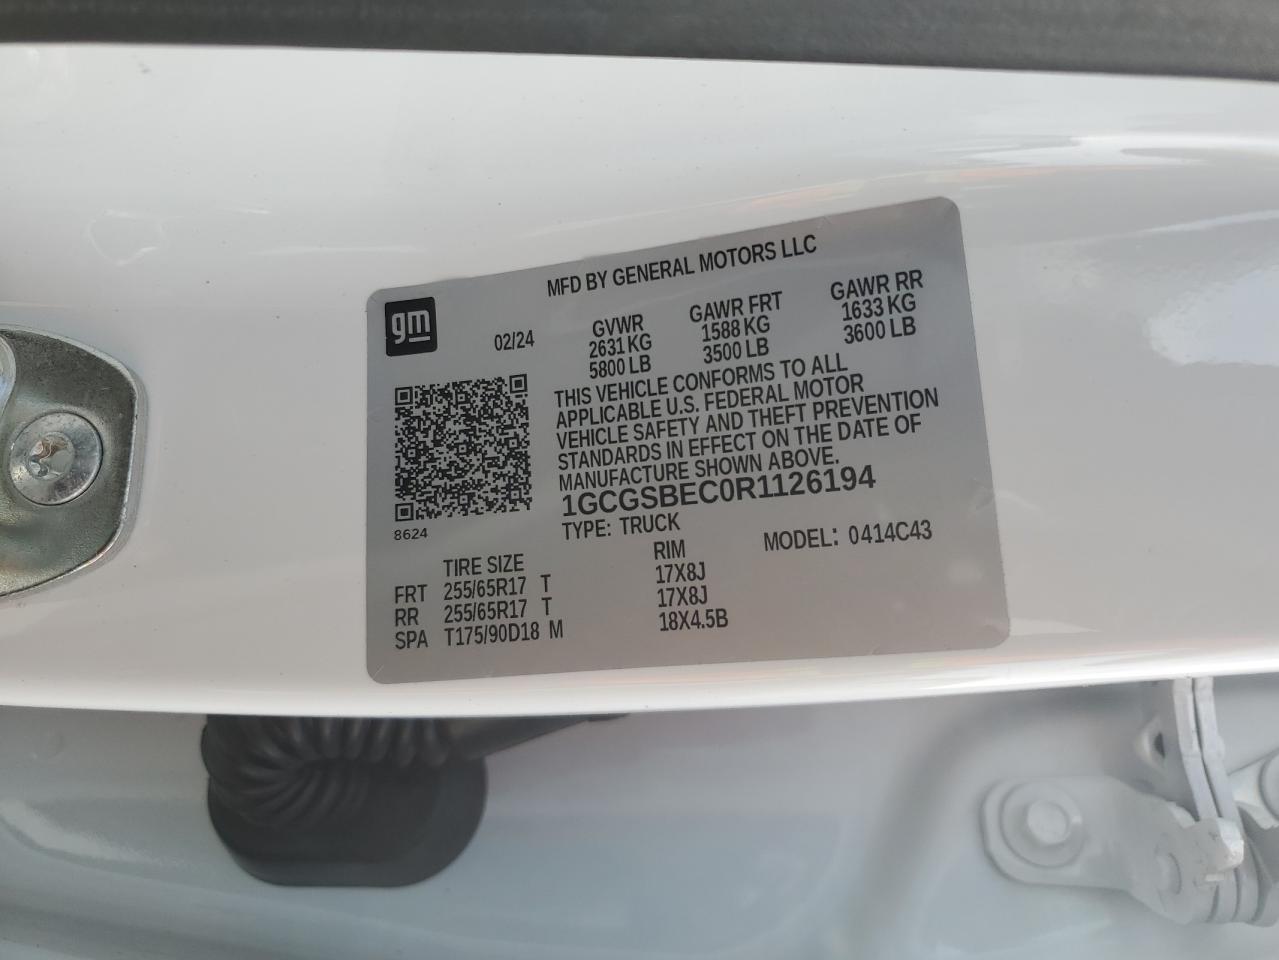 MFD BY GENERAL MOTORS LLC
gm
02/24
GVWR GAWR FRT GAWR RR
2631 KG 1588 KG 1633 KG
5800 LB 3500 LB 3600 LB
THIS VEHICLE CONFORMS TO ALL
APPLICABLE U.S. FEDERAL MOTOR
VEHICLE SAFETY AND THEFT PREVENTION
STANDARDS IN EFFECT ON THE DATE OF
MANUFACTURE SHOWN ABOVE.
1GCGSBEC0R1126194
8624
TYPE: TRUCK MODEL: 0414C43
TIRE SIZE RIM
FRT 255/65R17 T 17X8J
RR 255/65R17 T 17X8J
SPA T175/90D18 M 18X4.5B